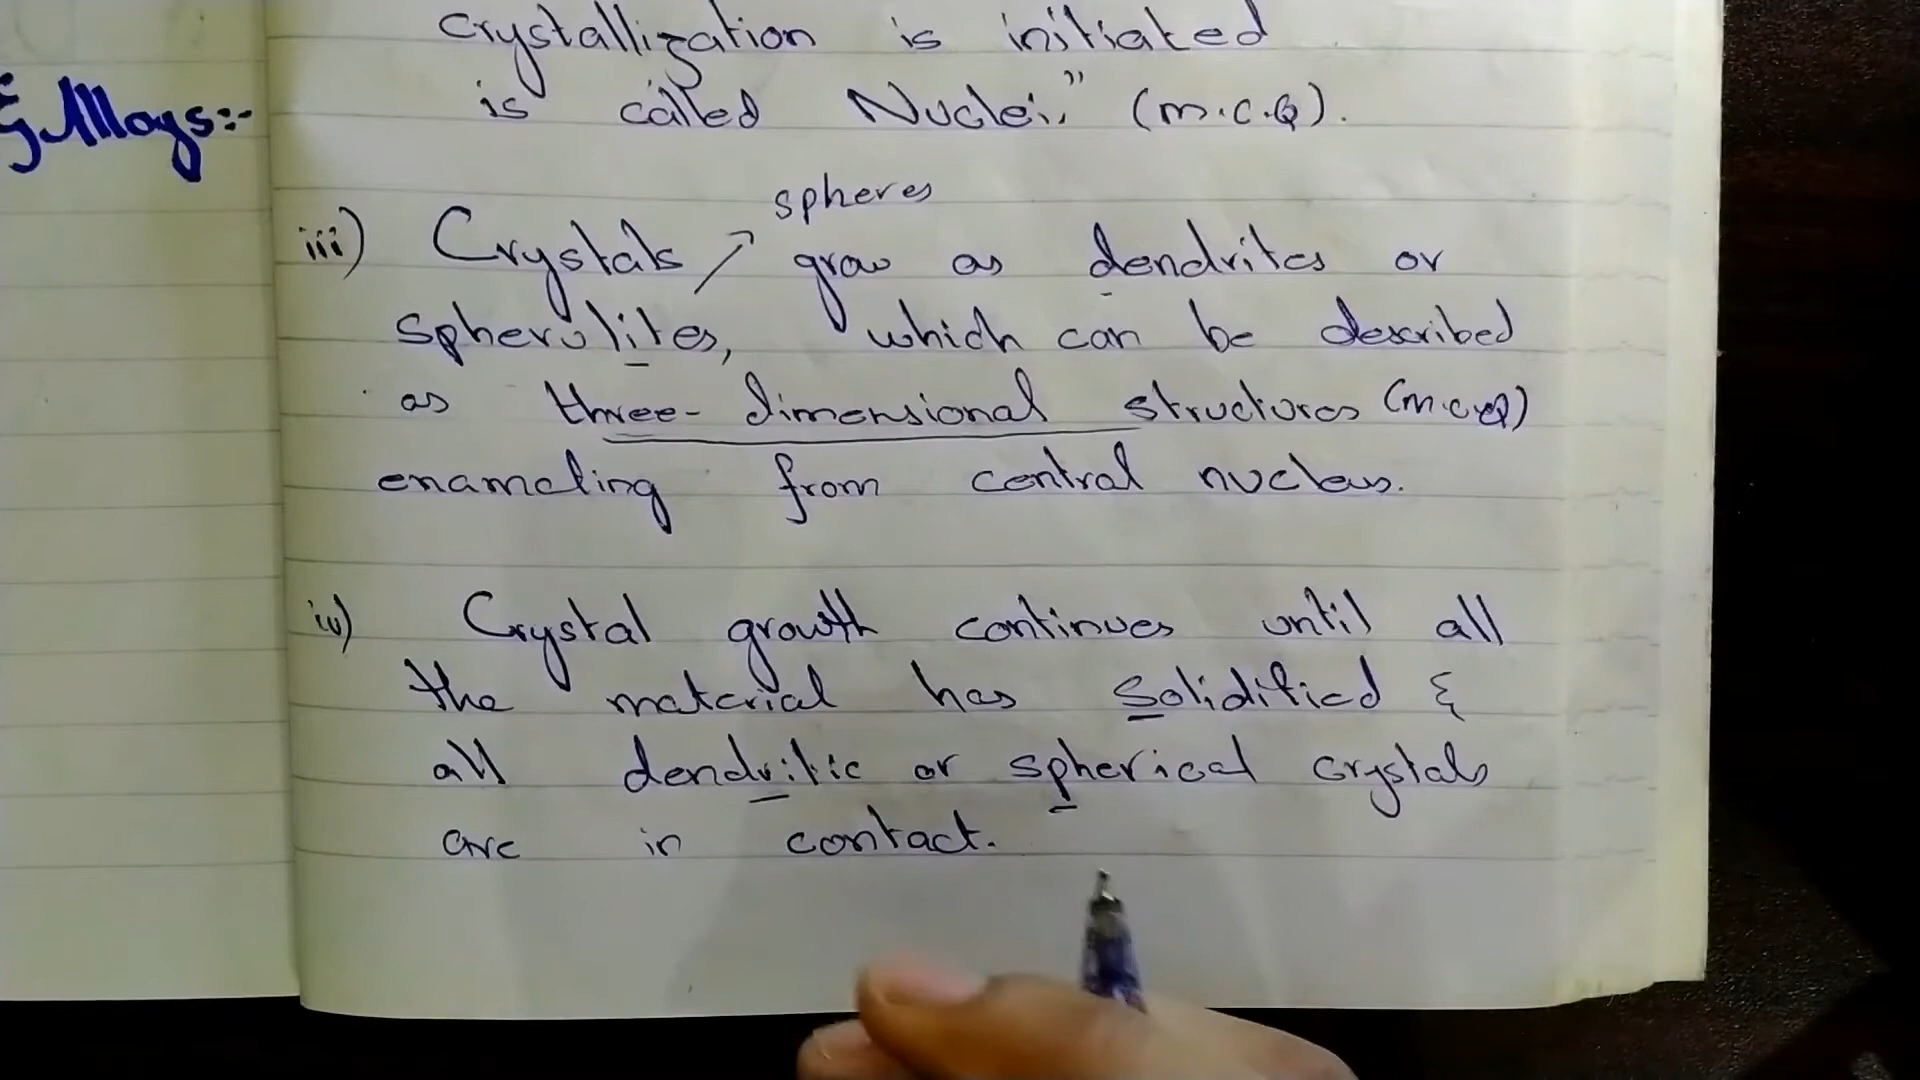 & Alloys:-
crystallization is initiated
is called Nuclei," (m.c.Q).
spheres
iii) Crystals grow as dendrites or
spherulites, which can be described
as three-dimensional structures (m.c.Q)
enameling from central nucleus.
iv) Crystal growth continues until all
the material has solidified &
all dendritic or spherical crystals
are in contact.